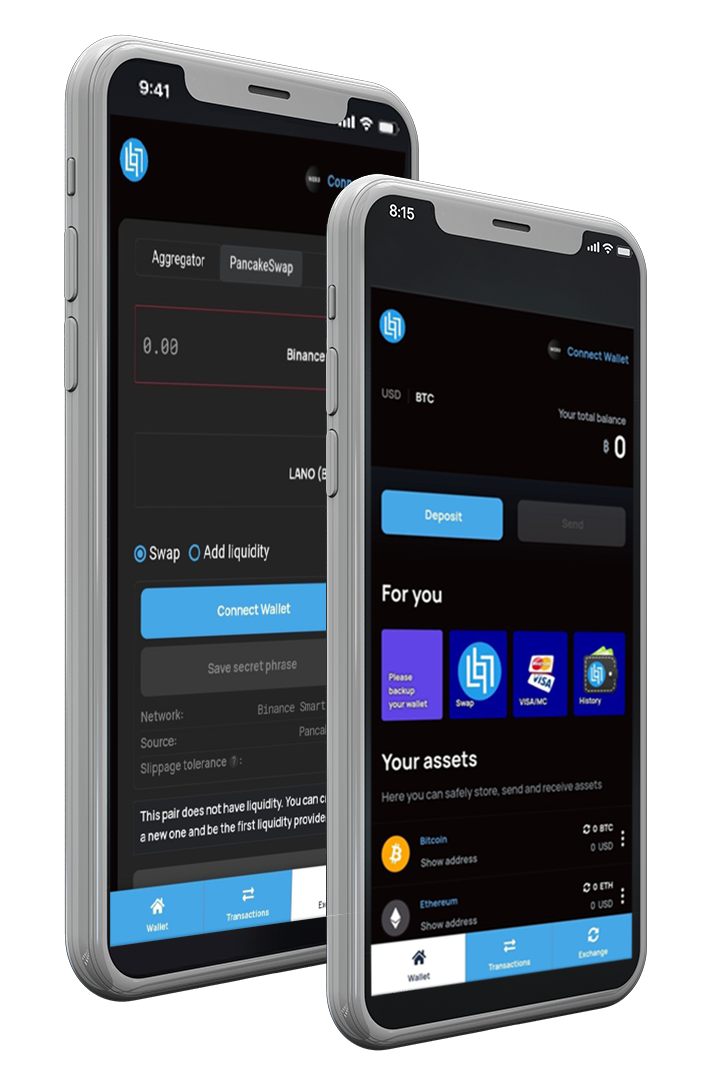 9:41
Aggregator PancakeSwap
0.00 Binance
LANO (B
Swap Add liquidity
Connect Wallet
Save secret phrase
Network: Binance Smart
Source: Panca
Slippage tolerance ? :
This pair does not have liquidity. You can c
a new one and be the first liquidity provide
Wallet Transactions Ex
8:15
Connect Wallet
USD BTC
Your total balance
฿ 0
Deposit Send
For you
Please
backup
your wallet
Swap
VISA/MC
VISA
History
Your assets
Here you can safely store, send and receive assets
Bitcoin 0 BTC
Show address 0 USD
Ethereum 0 ETH
Show address 0 USD
Wallet Transactions Exchange